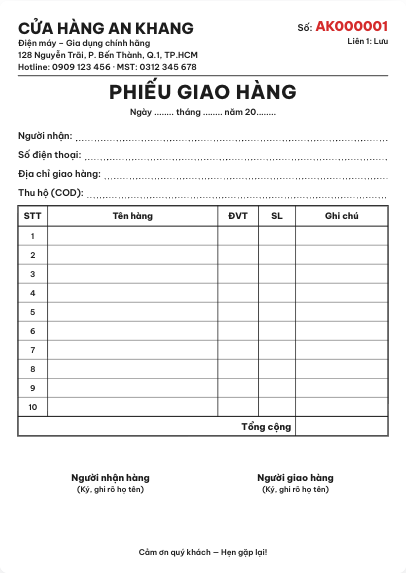 CỬA HÀNG AN KHANG
Số: AK000001
Điện máy – Gia dụng chính hãng
Liên 1: Lưu
128 Nguyễn Trãi, P. Bến Thành, Q.1, TP.HCM
Hotline: 0909 123 456 · MST: 0312 345 678
PHIẾU GIAO HÀNG
Ngày ........ tháng ........ năm 20........
Người nhận:
Số điện thoại:
Địa chỉ giao hàng:
Thu hộ (COD):
STT Tên hàng ĐVT SL Ghi chú
1
2
3
4
5
6
7
8
9
10
Tổng cộng
Người nhận hàng Người giao hàng
(Ký, ghi rõ họ tên) (Ký, ghi rõ họ tên)
Cảm ơn quý khách — Hẹn gặp lại!